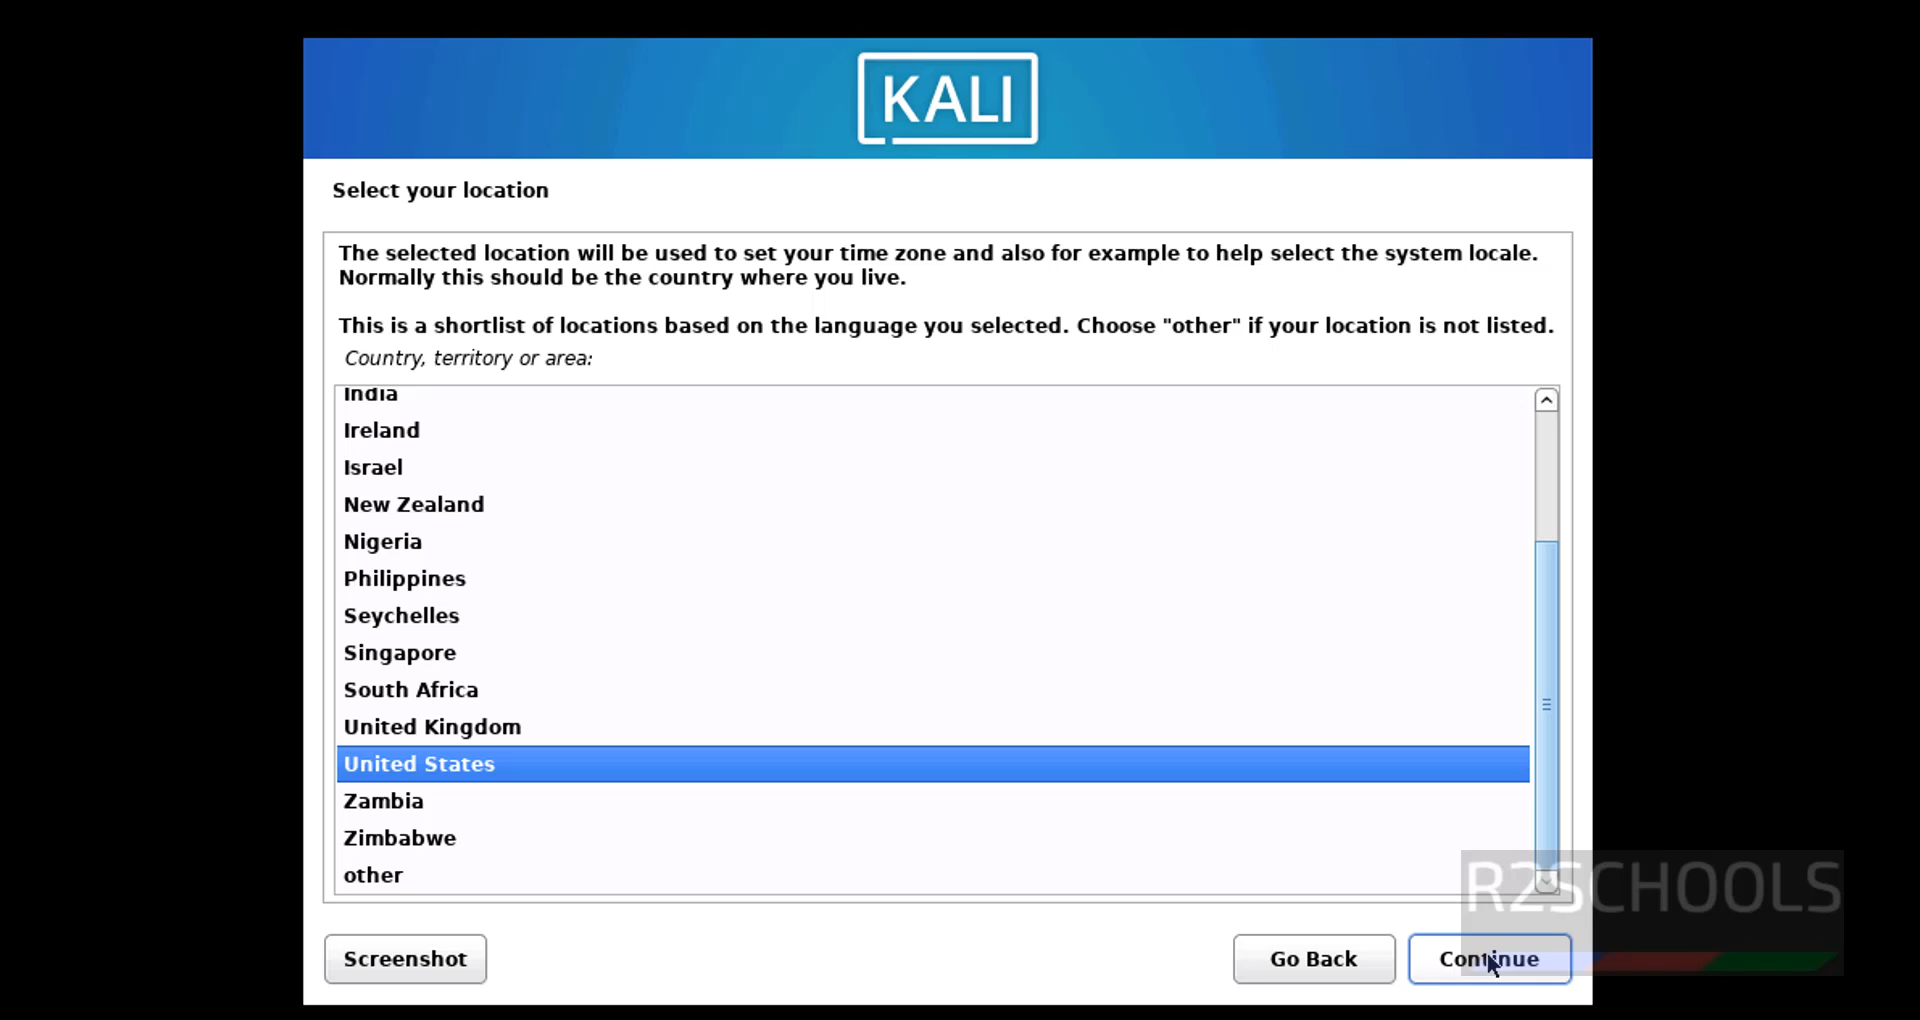 KALI
Select your location
The selected location will be used to set your time zone and also for example to help select the system locale.
Normally this should be the country where you live.
This is a shortlist of locations based on the language you selected. Choose "other" if your location is not listed.
Country, territory or area:
India
Ireland
Israel
New Zealand
Nigeria
Philippines
Seychelles
Singapore
South Africa
United Kingdom
United States
Zambia
Zimbabwe
other
R2SCHOOLS
Screenshot
Go Back
Continue